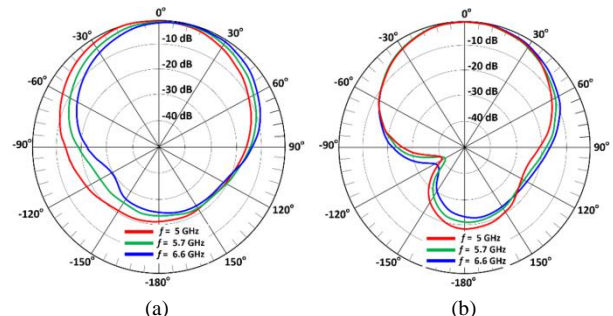 0°
-30° 30°
-10 dB
-60° -20 dB 60°
-30 dB
-40 dB
-90° 90°
-120° 120°
f = 5 GHz
f = 5.7 GHz
f = 6.6 GHz
-150° 150°
-180°
(a)
0°
-30° 30°
-10 dB
-60° -20 dB 60°
-30 dB
-40 dB
-90° 90°
-120° 120°
f = 5 GHz
f = 5.7 GHz
f = 6.6 GHz
-150° 150°
-180°
(b)